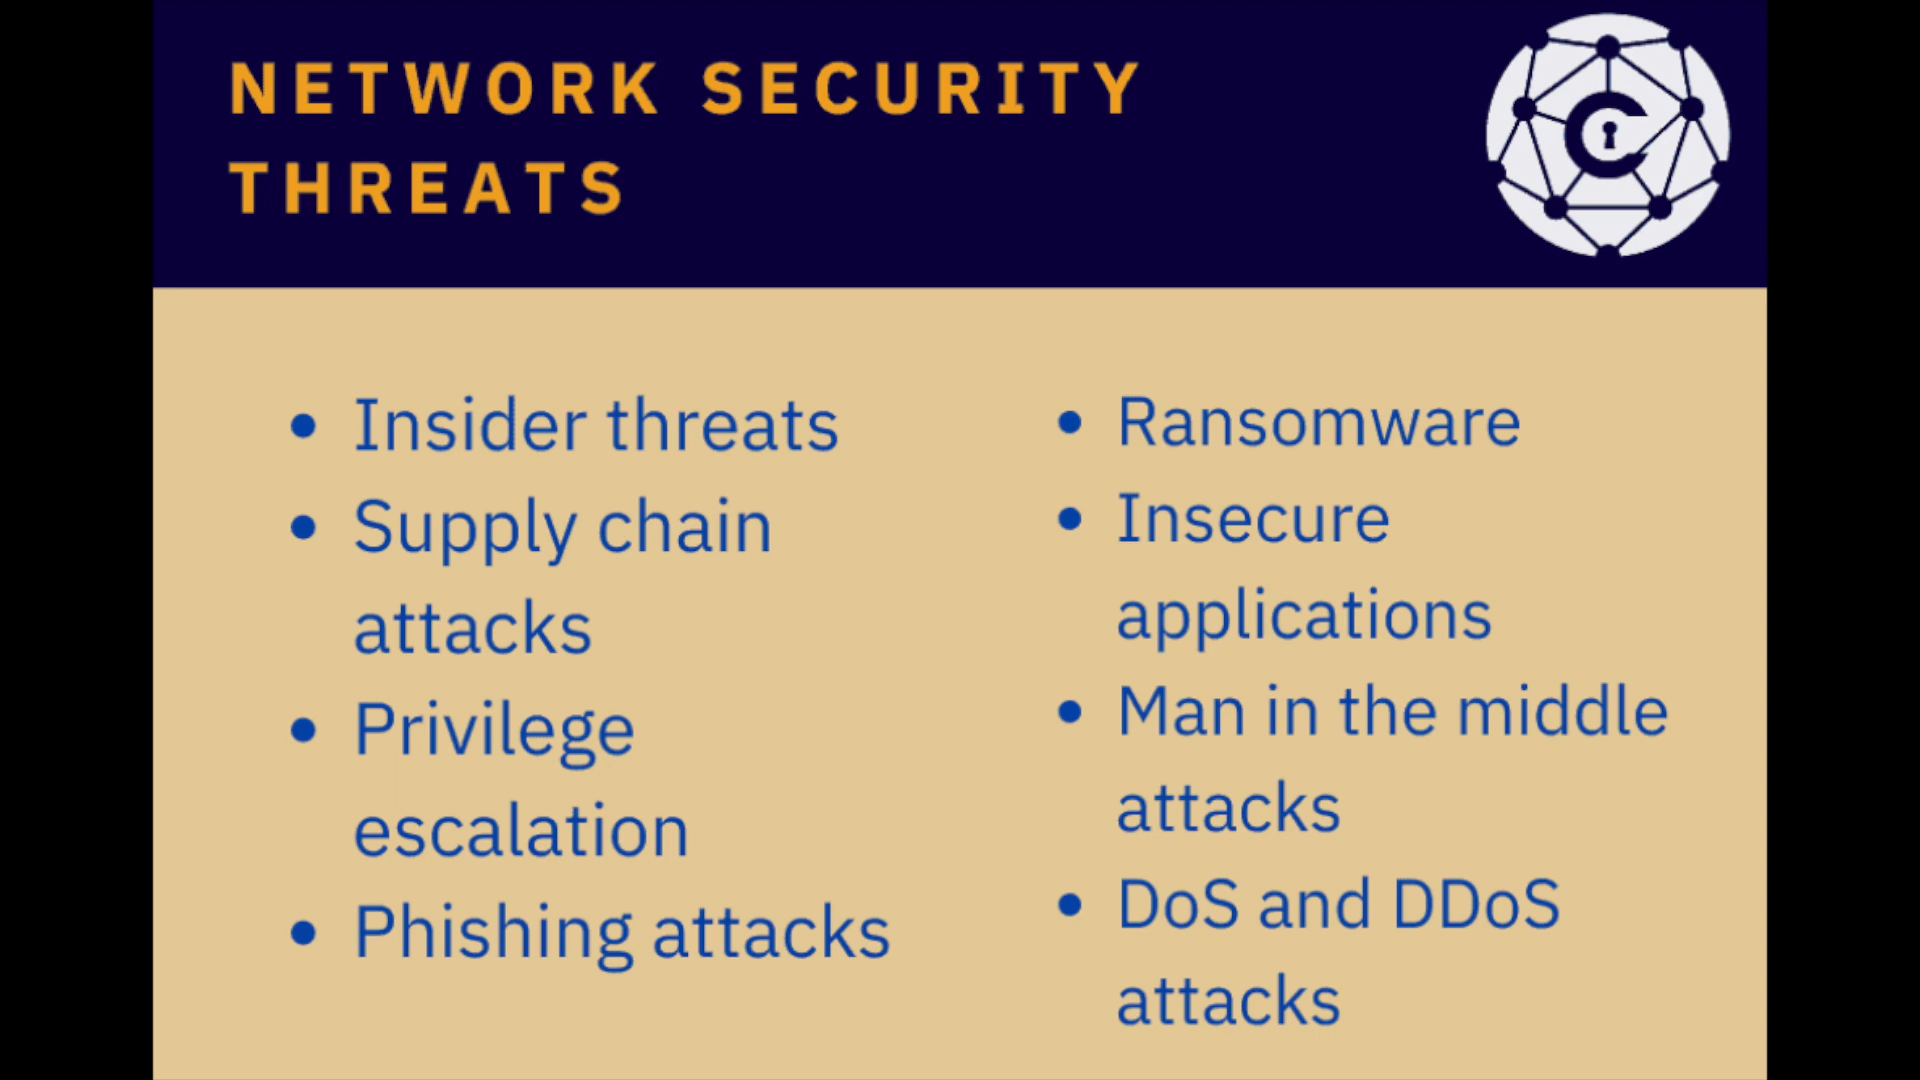 NETWORK SECURITY
THREATS
• Insider threats
• Supply chain
attacks
• Privilege
escalation
• Phishing attacks
• Ransomware
• Insecure
applications
• Man in the middle
attacks
• DoS and DDoS
attacks